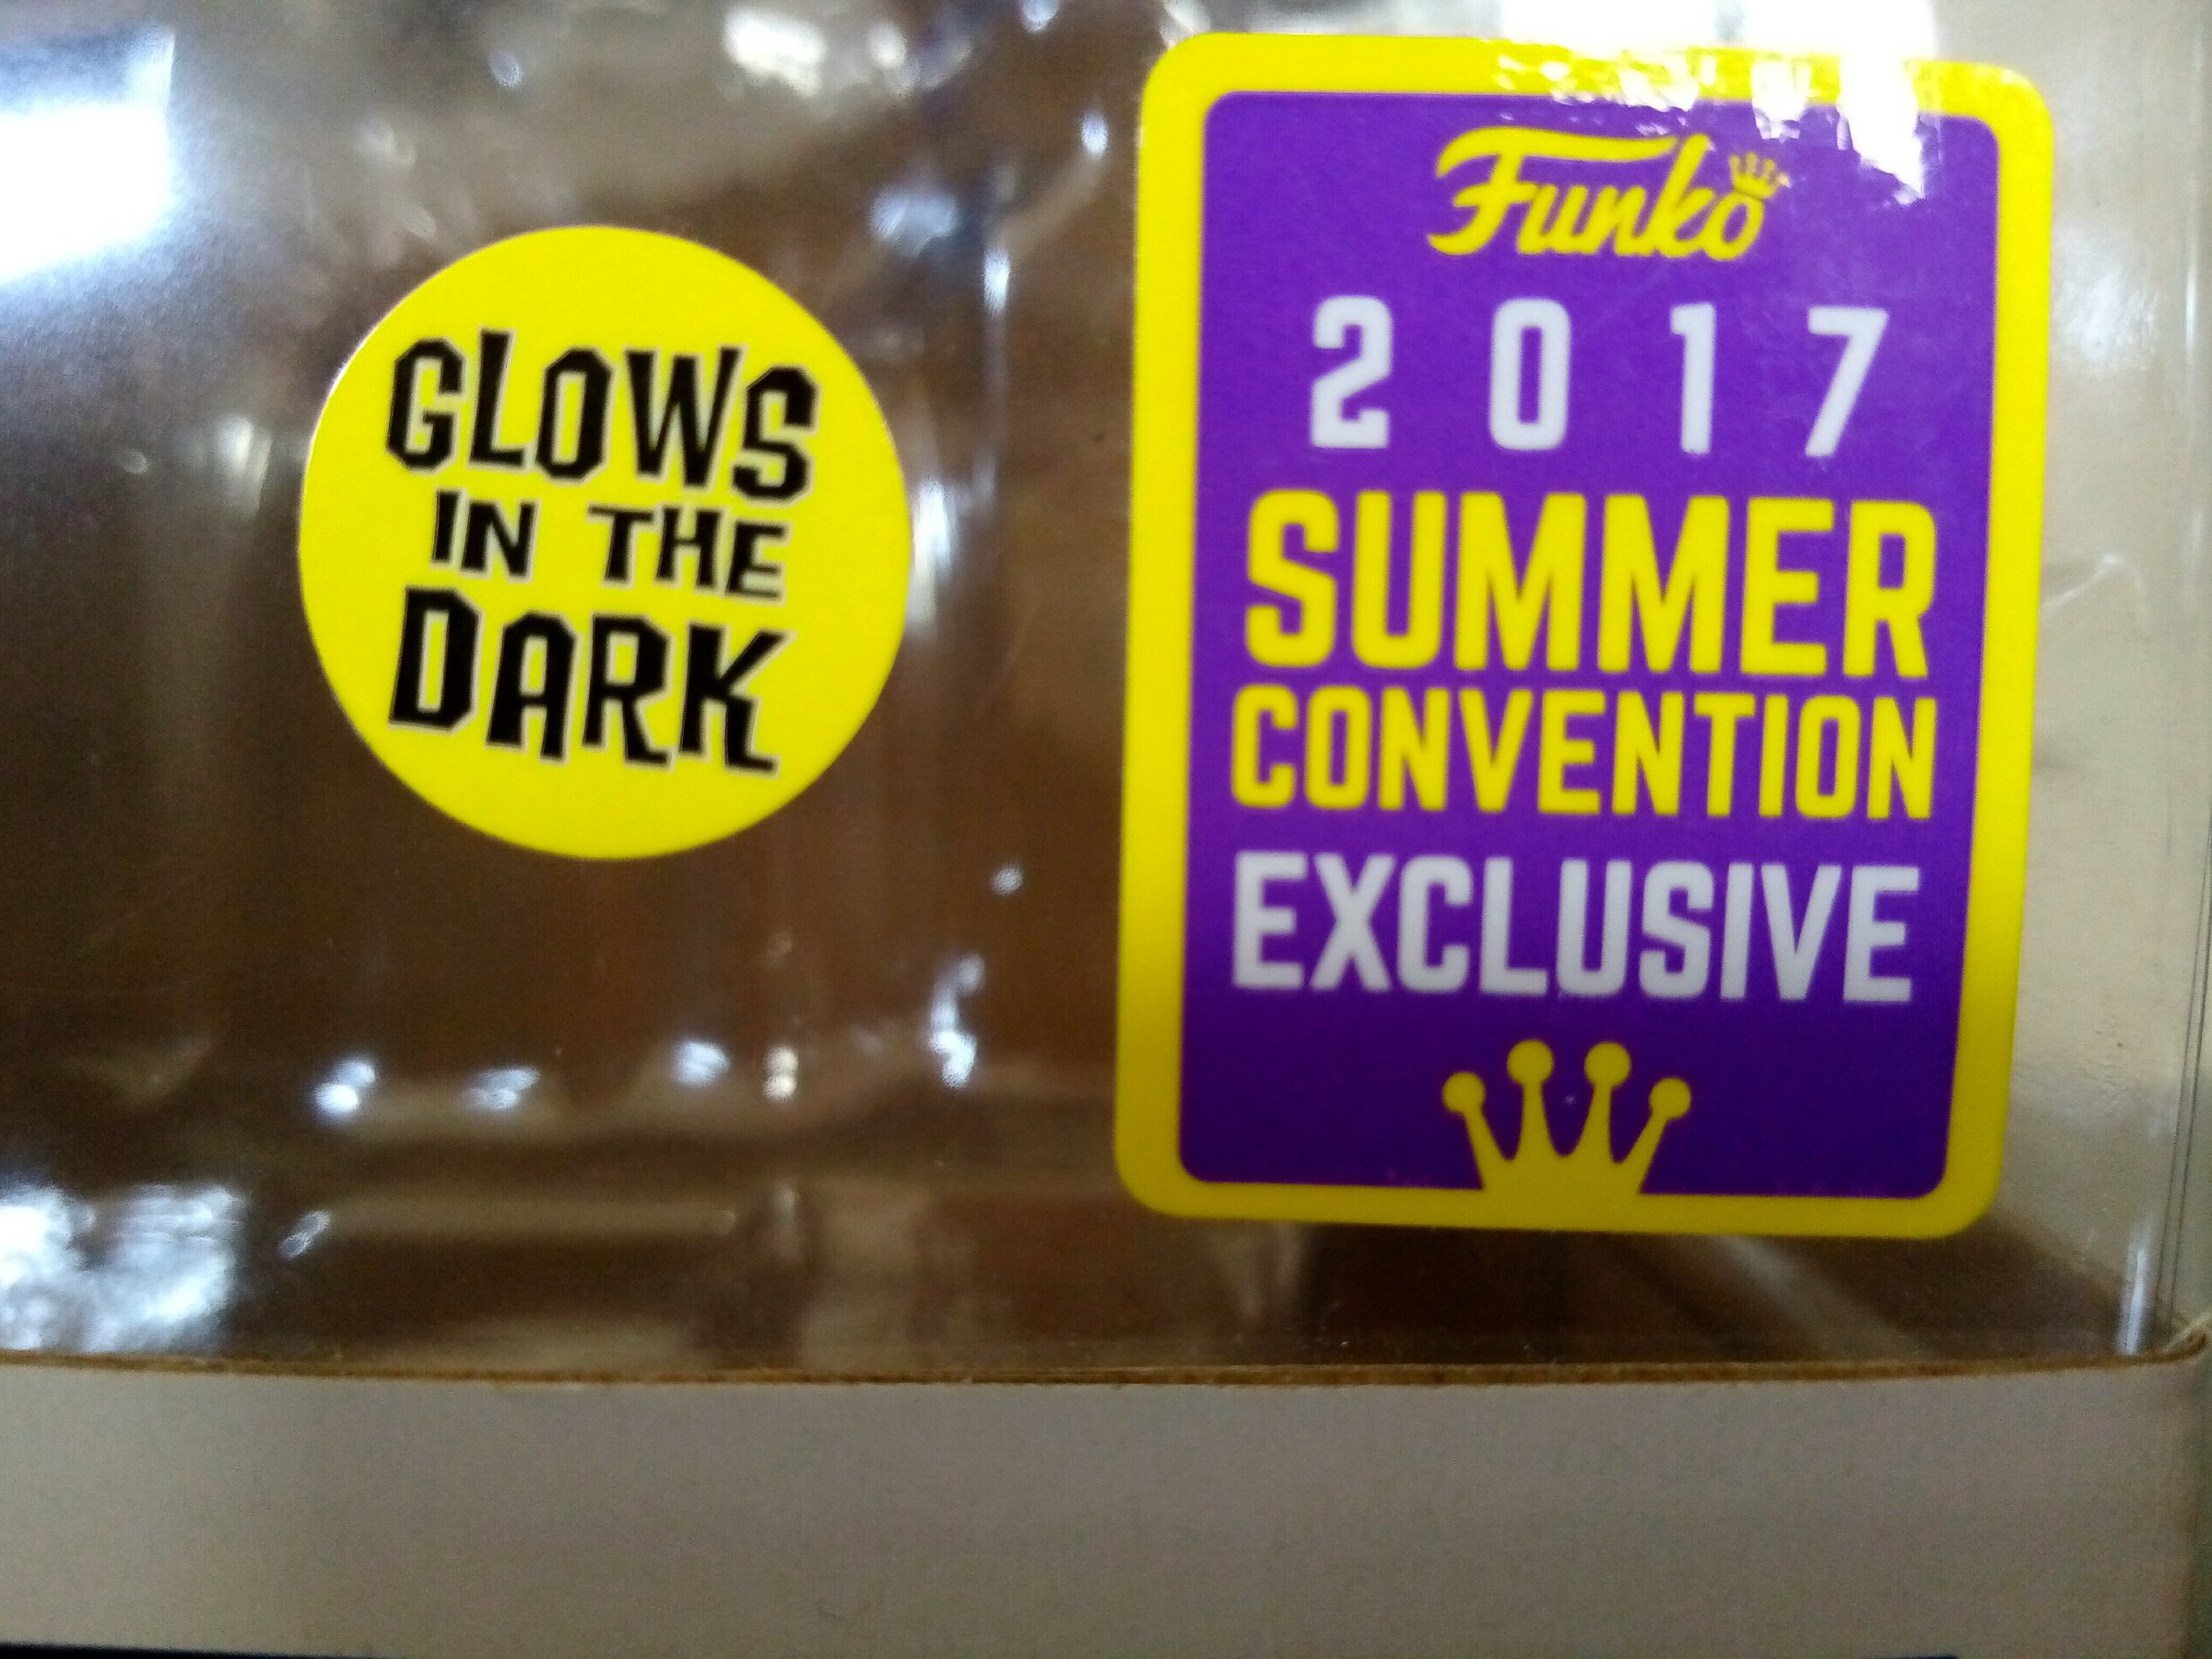 GLOWS
IN THE
DARK
Funko
2017
SUMMER
CONVENTION
EXCLUSIVE